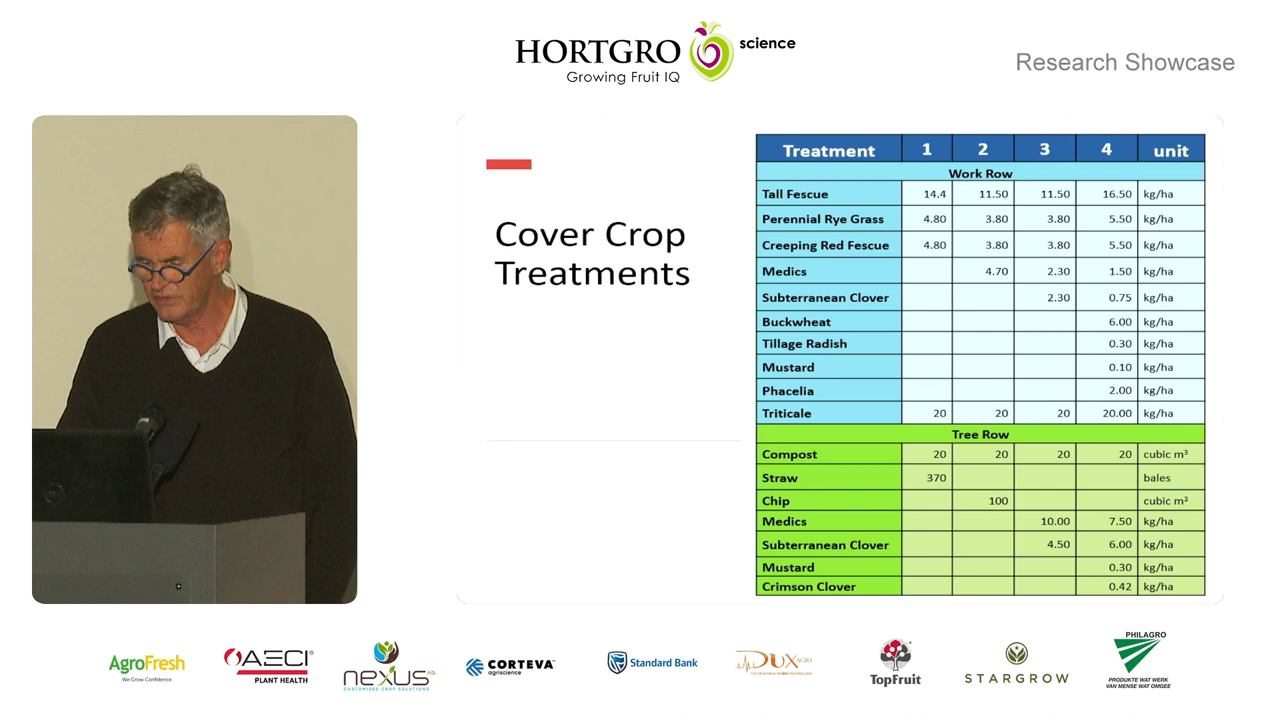 HORTGRO science
Growing Fruit IQ
Research Showcase
Cover Crop
Treatments
Treatment 1 2 3 4 unit
Work Row
Tall Fescue 14.4 11.50 11.50 16.50 kg/ha
Perennial Rye Grass 4.80 3.80 3.80 5.50 kg/ha
Creeping Red Fescue 4.80 3.80 3.80 5.50 kg/ha
Medics 4.70 2.30 1.50 kg/ha
Subterranean Clover 2.30 0.75 kg/ha
Buckwheat 6.00 kg/ha
Tillage Radish 0.30 kg/ha
Mustard 0.10 kg/ha
Phacelia 2.00 kg/ha
Triticale 20 20 20 20.00 kg/ha
Tree Row
Compost 20 20 20 20 cubic m³
Straw 370 bales
Chip 100 cubic m³
Medics 10.00 7.50 kg/ha
Subterranean Clover 4.50 6.00 kg/ha
Mustard 0.30 kg/ha
Crimson Clover 0.42 kg/ha
AgroFresh
We Grow Confidence
AECI
PLANT HEALTH
nexus AG
CUSTOMISED CROP SOLUTIONS
CORTEVA
agriscience
Standard Bank
DUX AGRI
TopFruit
STARGROW
PHILAGRO
PRODUKTE WAT WERK
VAN MENSE WAT OMGEE